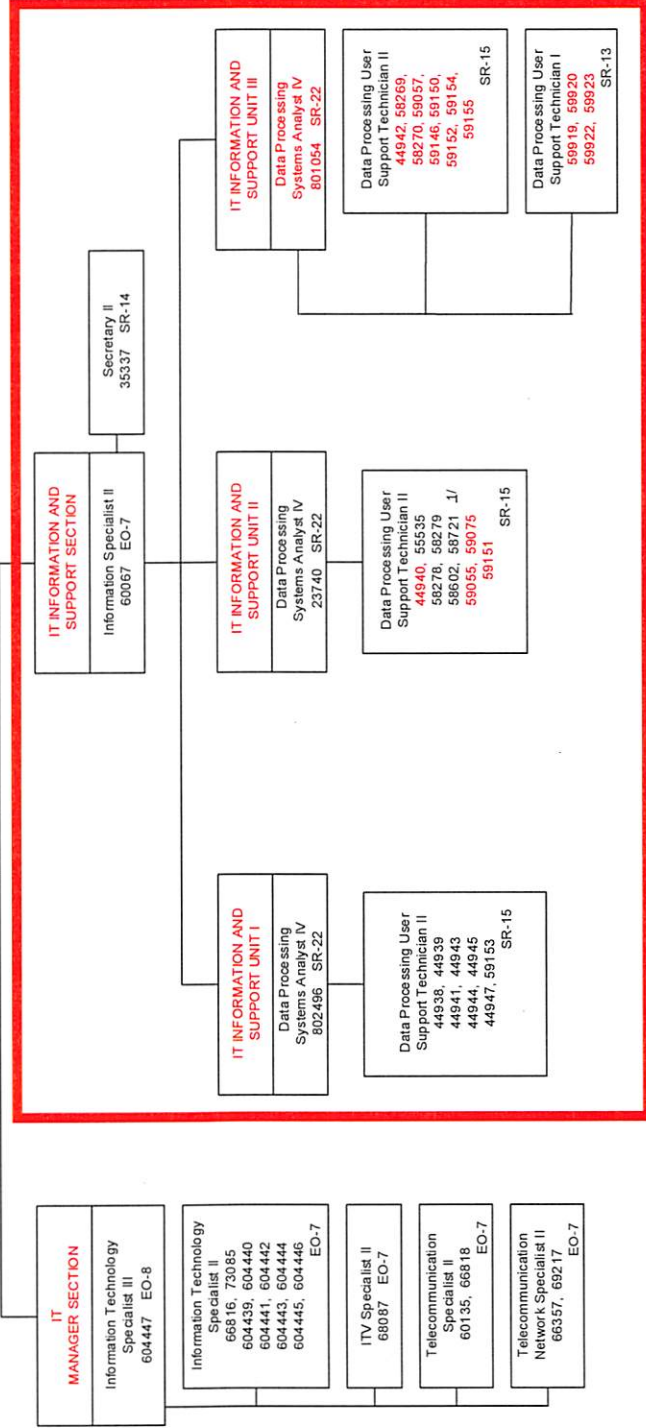 IT
MANAGER SECTION
Information Technology
Specialist III
604447 EO-8
Information Technology
Specialist II
66816, 73085
604439, 604440
604441, 604442
604443, 604444
604445, 604446
EO-7
ITV Specialist II
68087 EO-7
Telecommunication
Specialist II
60135, 66818
EO-7
Telecommunication
Network Specialist II
66357, 69217
EO-7
IT INFORMATION AND
SUPPORT SECTION
Information Specialist II
60067 EO-7
Secretary II
35337 SR-14
IT INFORMATION AND
SUPPORT UNIT I
Data Processing
Systems Analyst IV
802496 SR-22
Data Processing User
Support Technician II
44938, 44939
44941, 44943
44944, 44945
44947, 59153
SR-15
IT INFORMATION AND
SUPPORT UNIT II
Data Processing
Systems Analyst IV
23740 SR-22
Data Processing User
Support Technician II
44940, 55535
58278, 58279
58602, 58721 1/
59055, 59075
59151
SR-15
IT INFORMATION AND
SUPPORT UNIT III
Data Processing
Systems Analyst IV
801054 SR-22
Data Processing User
Support Technician II
44942, 58269,
58270, 59057,
59146, 59150,
59152, 59154,
59155
SR-15
Data Processing User
Support Technician I
59919, 59920
59922, 59923
SR-13